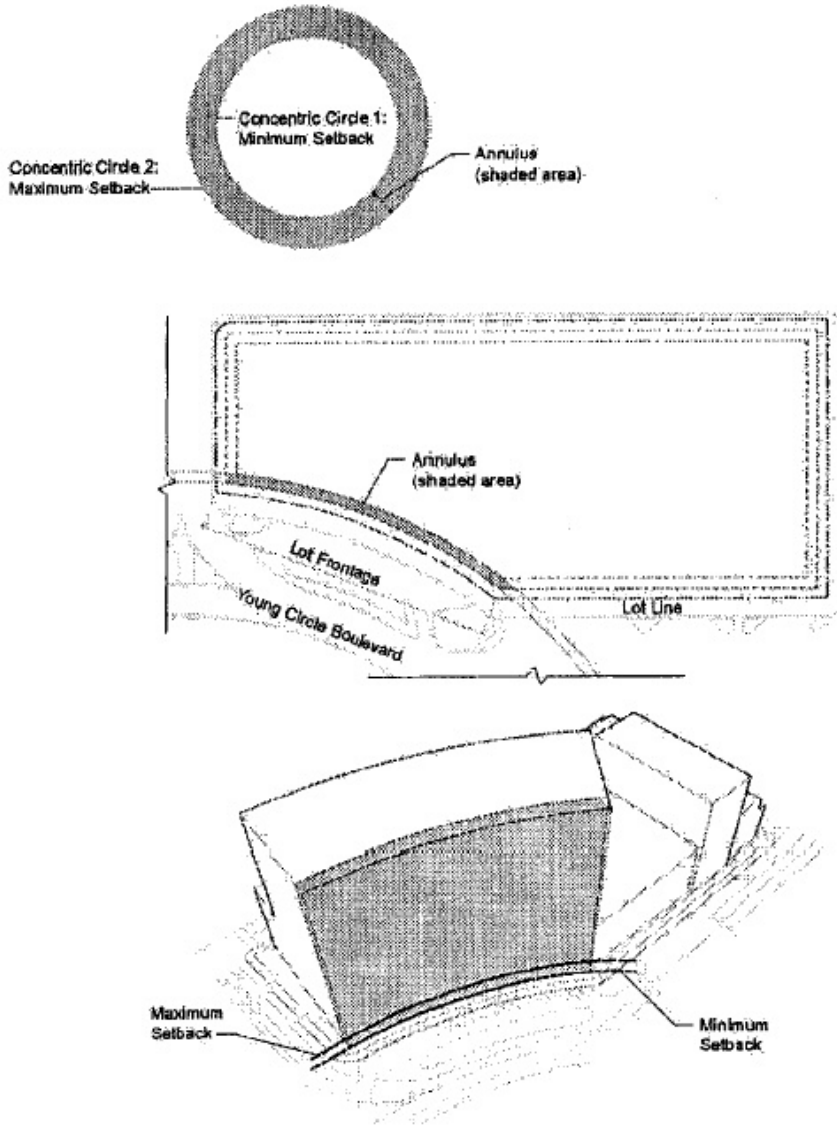 Concentric Circle 1:
Minimum Setback
Concentric Circle 2:
Maximum Setback
Annulus
(shaded area)
Annulus
(shaded area)
Lot Frontage
Young Circle Boulevard
Lot Line
Maximum
Setback
Minimum
Setback